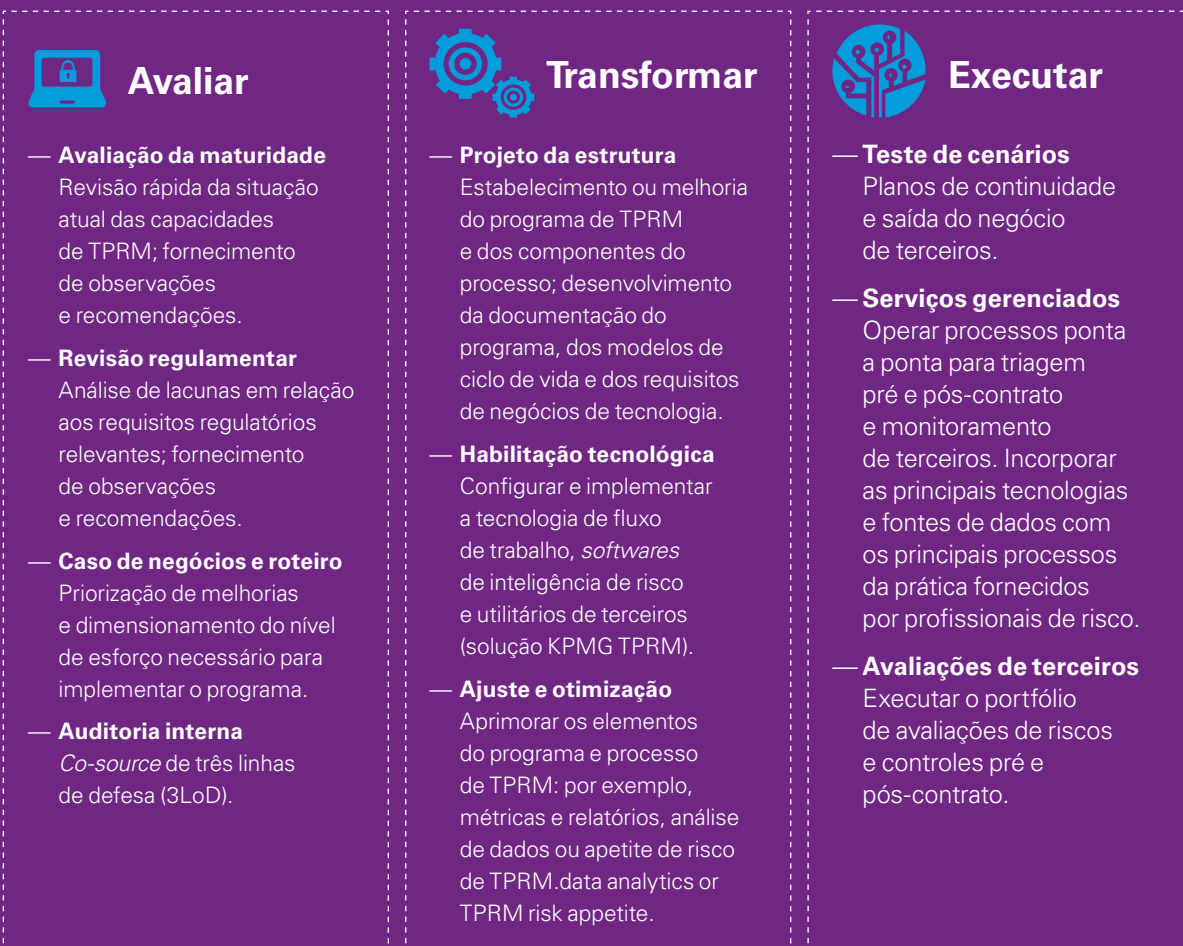 Avaliar
— Avaliação da maturidade
Revisão rápida da situação
atual das capacidades
de TPRM; fornecimento
de observações
e recomendações.
— Revisão regulamentar
Análise de lacunas em relação
aos requisitos regulatórios
relevantes; fornecimento
de observações
e recomendações.
— Caso de negócios e roteiro
Priorização de melhorias
e dimensionamento do nível
de esforço necessário para
implementar o programa.
— Auditoria interna
Co-source de três linhas
de defesa (3LoD).
Transformar
— Projeto da estrutura
Estabelecimento ou melhoria
do programa de TPRM
e dos componentes do
processo; desenvolvimento
da documentação do
programa, dos modelos de
ciclo de vida e dos requisitos
de negócios de tecnologia.
— Habilitação tecnológica
Configurar e implementar
a tecnologia de fluxo
de trabalho, softwares
de inteligência de risco
e utilitários de terceiros
(solução KPMG TPRM).
— Ajuste e otimização
Aprimorar os elementos
do programa e processo
de TPRM: por exemplo,
métricas e relatórios, análise
de dados ou apetite de risco
de TPRM.data analytics or
TPRM risk appetite.
Executar
— Teste de cenários
Planos de continuidade
e saída do negócio
de terceiros.
— Serviços gerenciados
Operar processos ponta
a ponta para triagem
pré e pós-contrato
e monitoramento
de terceiros. Incorporar
as principais tecnologias
e fontes de dados com
os principais processos
da prática fornecidos
por profissionais de risco.
— Avaliações de terceiros
Executar o portfólio
de avaliações de riscos
e controles pré e
pós-contrato.